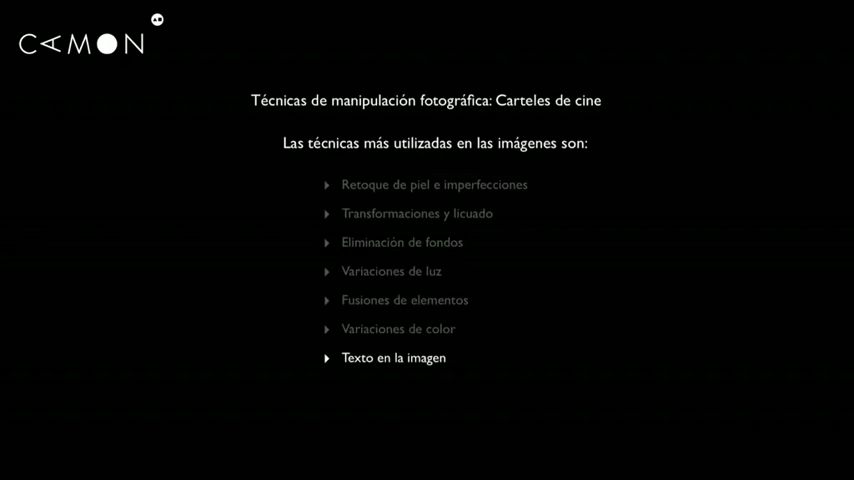 CAMON
Técnicas de manipulación fotográfica: Carteles de cine
Las técnicas más utilizadas en las imágenes son:
Retoque de piel e imperfecciones
Transformaciones y licuado
Eliminación de fondos
Variaciones de luz
Fusiones de elementos
Variaciones de color
Texto en la imagen